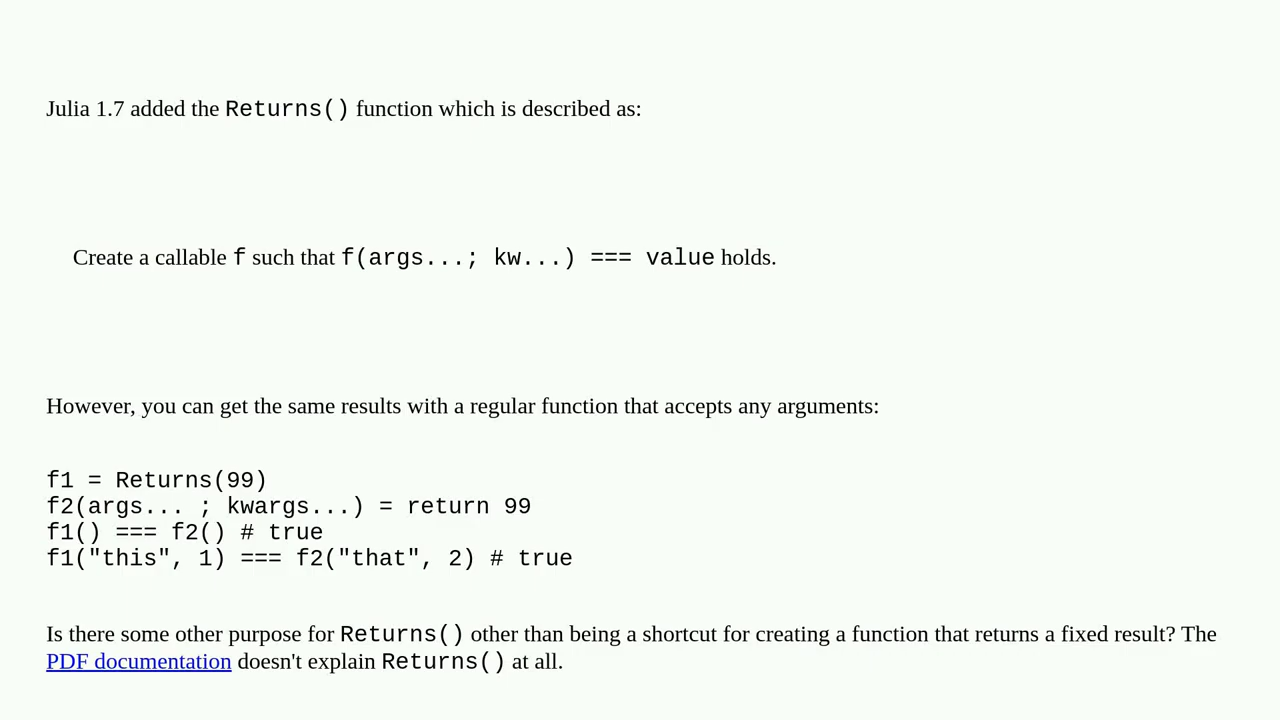 Julia 1.7 added the Returns() function which is described as:
Create a callable f such that f(args...; kw...) === value holds.
However, you can get the same results with a regular function that accepts any arguments:
f1 = Returns(99)
f2(args... ; kwargs...) = return 99
f1() === f2() # true
f1("this", 1) === f2("that", 2) # true
Is there some other purpose for Returns() other than being a shortcut for creating a function that returns a fixed result? The
PDF documentation doesn't explain Returns() at all.